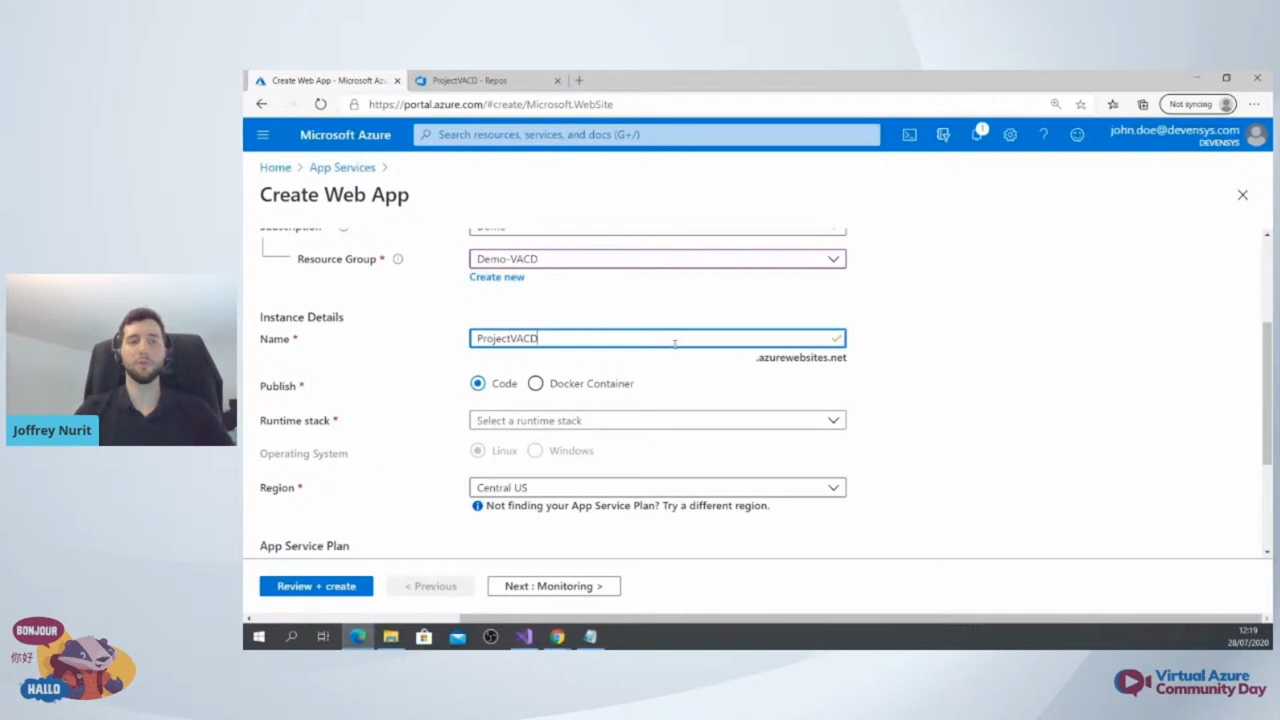 Create Web App - Microsoft Az
ProjectVACD - Repos
https://portal.azure.com/#create/Microsoft.WebSite
Not syncing
Microsoft Azure
Search resources, services, and docs (G+/)
1
john.doe@devensys.com
DEVENSYS
Home > App Services >
Create Web App
Subscription
Demo
Resource Group *
Demo-VACD
Create new
Instance Details
Name *
ProjectVACD
.azurewebsites.net
Publish *
Code
Docker Container
Runtime stack *
Select a runtime stack
Operating System
Linux
Windows
Region *
Central US
Not finding your App Service Plan? Try a different region.
App Service Plan
Review + create
< Previous
Next : Monitoring >
12:19
28/07/2020
Joffrey Nurit
BONJOUR
你好
HALLO
Virtual Azure
Community Day